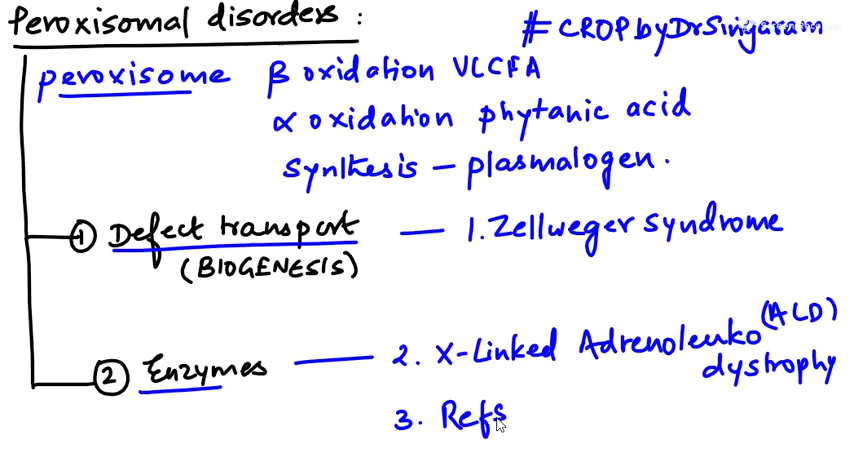 Peroxisomal disorders :
#CROPbyDrSingaram
peroxisome β oxidation VLCFA
α oxidation phytanic acid
Synthesis – plasmalogen.
① Defect transport — 1. Zellweger Syndrome
(BIOGENESIS)
② Enzymes — 2. X-Linked Adrenoleuko (ALD)
dystrophy
3. Refs